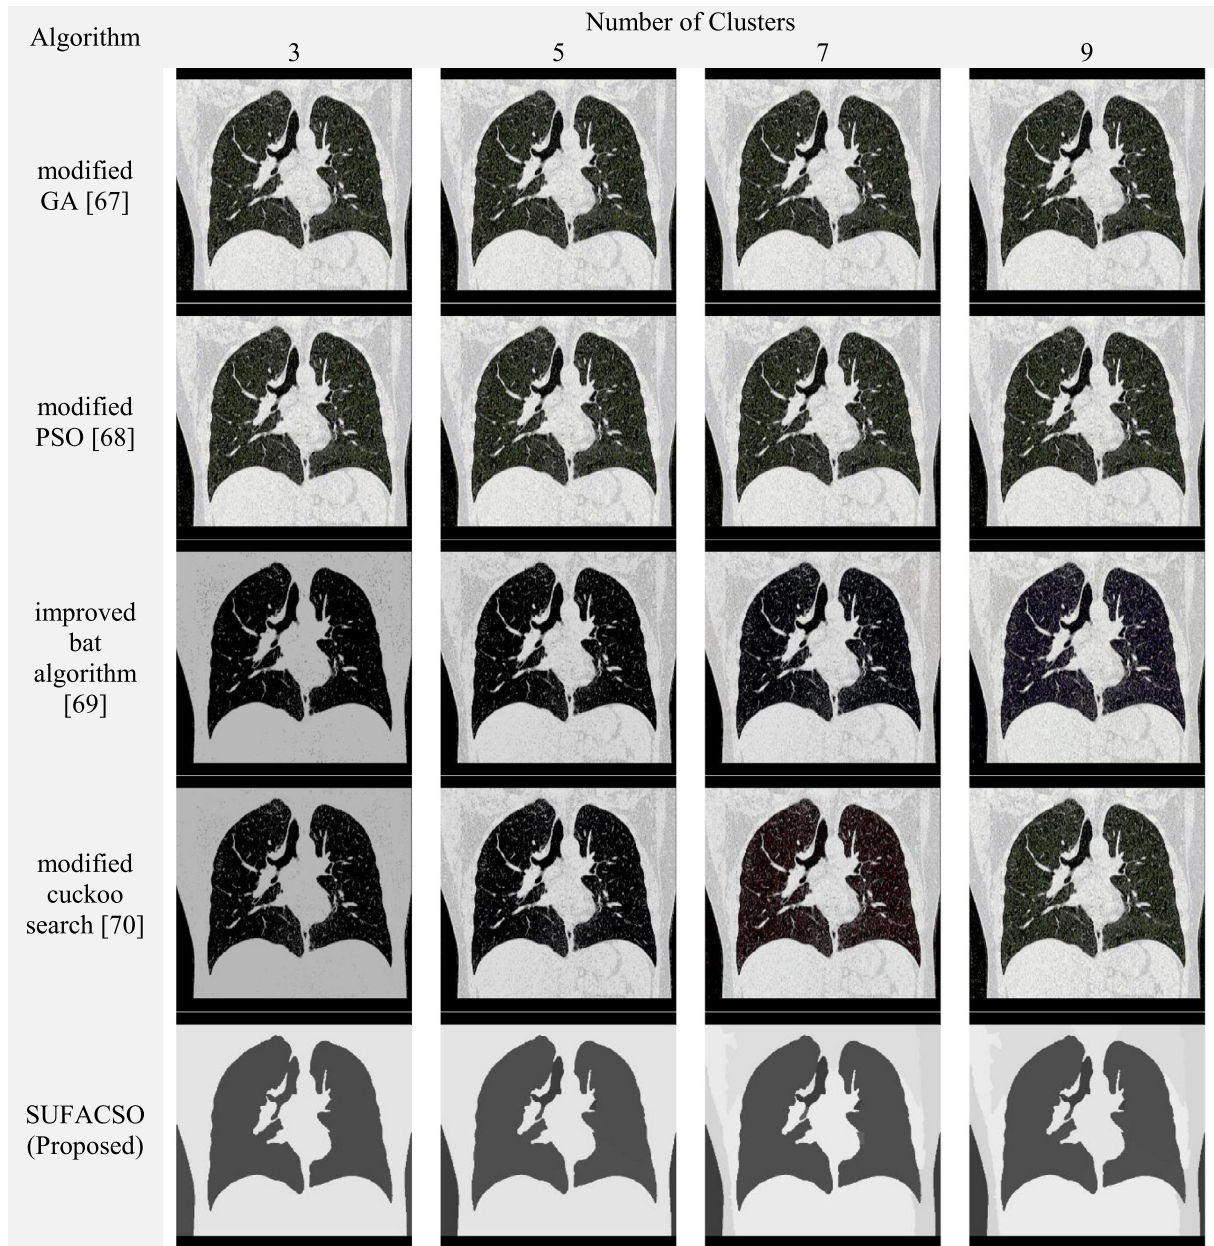 Number of Clusters
Algorithm
3 5 7 9
modified
GA [67]
modified
PSO [68]
improved
bat
algorithm
[69]
modified
cuckoo
search [70]
SUFACSO
(Proposed)